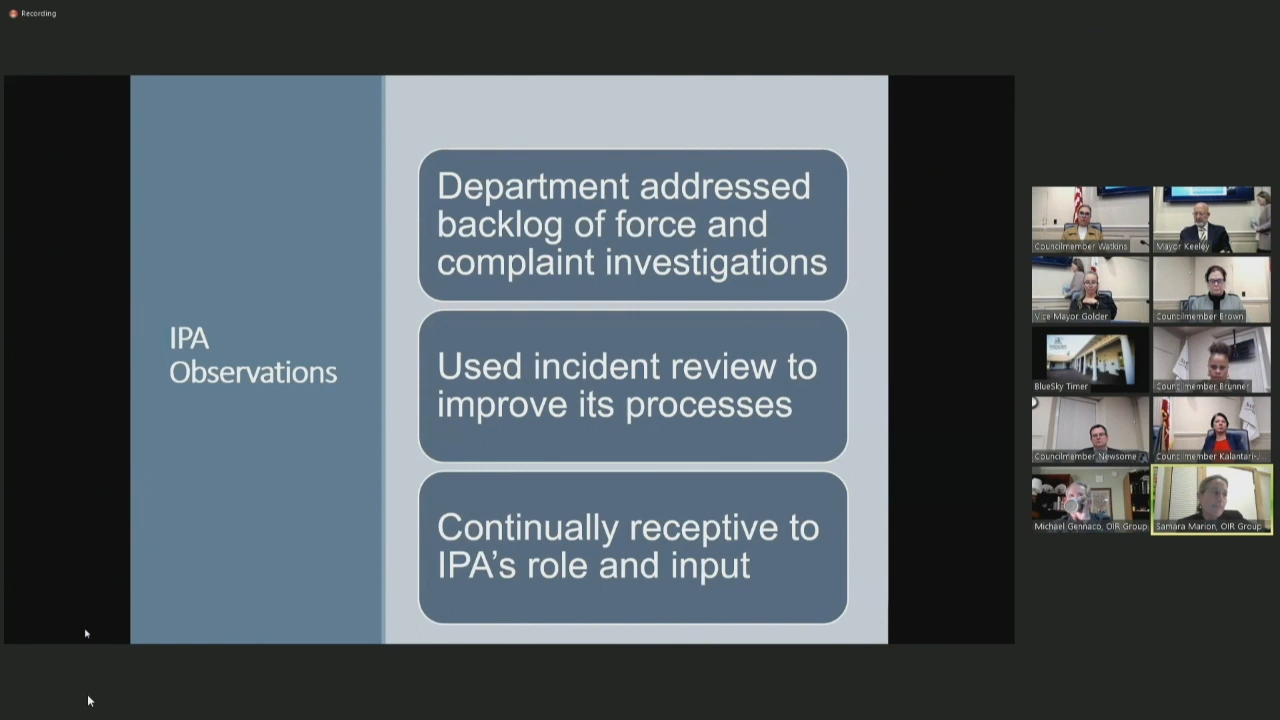 Recording
IPA
Observations
Department addressed
backlog of force and
complaint investigations
Used incident review to
improve its processes
Continually receptive to
IPA’s role and input
Councilmember Watkins
Mayor Keeley
Vice Mayor Golder
Councilmember Brown
BlueSky Timer
Councilmember Brunner
Councilmember Newsome
Councilmember Kalantari-...
Michael Gennaco, OIR Group
Samara Marion, OIR Group